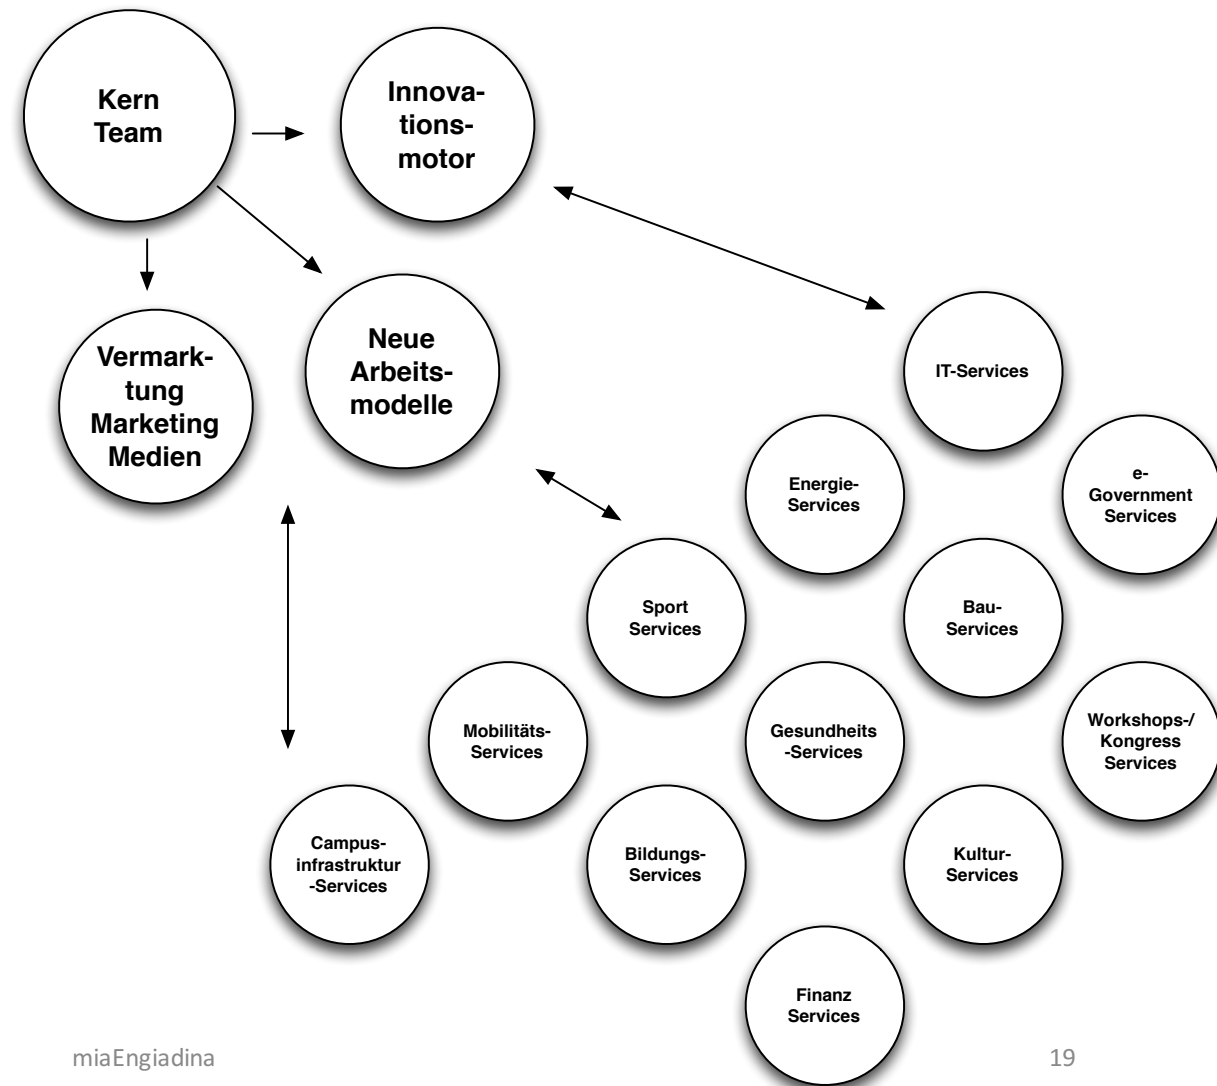 Kern
Team
Innova-
tions-
motor
Vermark-
tung
Marketing
Medien
Neue
Arbeits-
modelle
IT-Services
Energie-
Services
e-
Government
Services
Sport
Services
Bau-
Services
Mobilitäts-
Services
Gesundheits
-Services
Workshops-/
Kongress
Services
Campus-
infrastruktur
-Services
Bildungs-
Services
Kultur-
Services
Finanz
Services
miaEngiadina
19